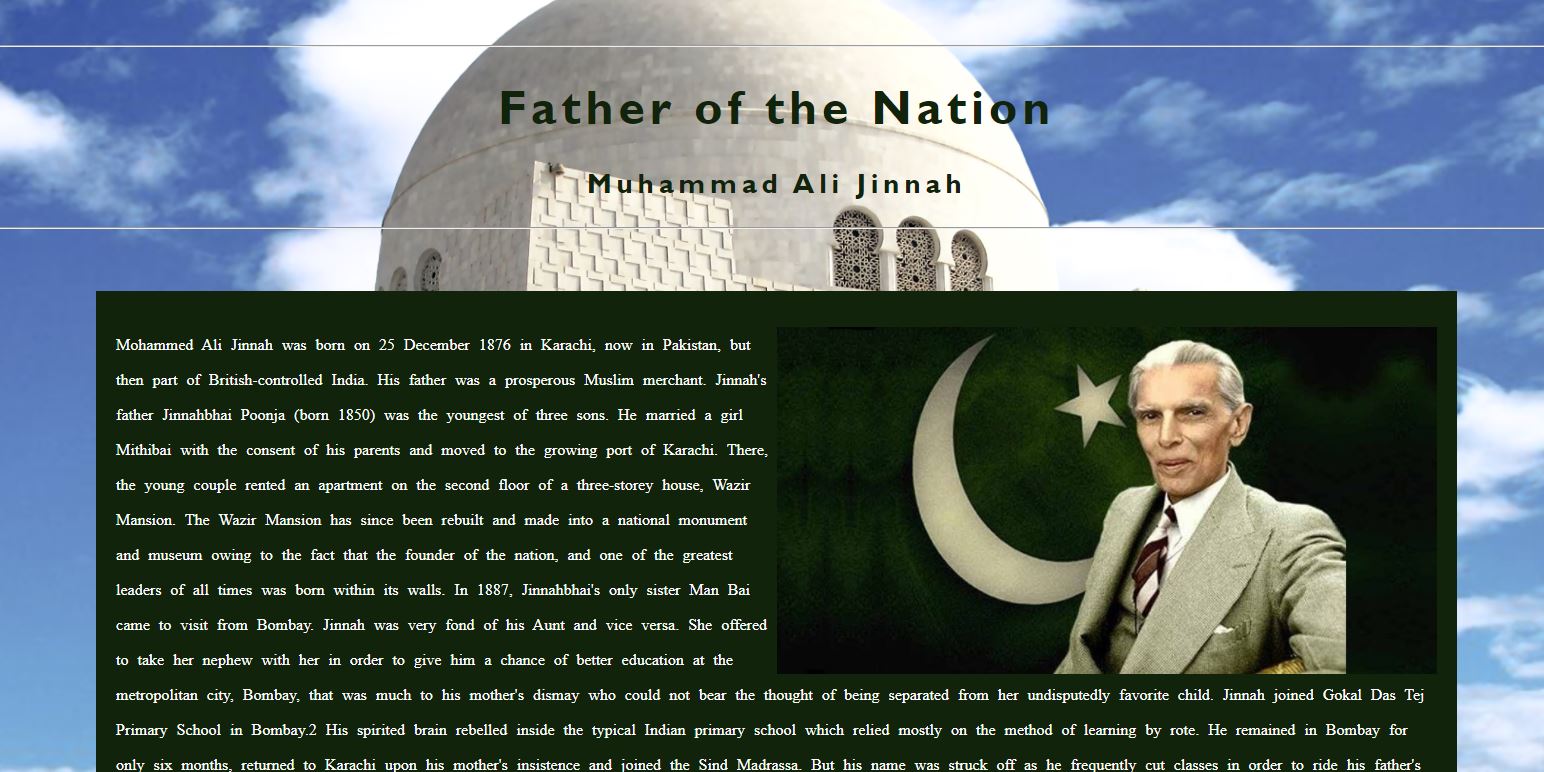 Father of the Nation
Muhammad Ali Jinnah
Mohammed Ali Jinnah was born on 25 December 1876 in Karachi, now in Pakistan, but
then part of British-controlled India. His father was a prosperous Muslim merchant. Jinnah's
father Jinnahbhai Poonja (born 1850) was the youngest of three sons. He married a girl
Mithibai with the consent of his parents and moved to the growing port of Karachi. There,
the young couple rented an apartment on the second floor of a three-storey house, Wazir
Mansion. The Wazir Mansion has since been rebuilt and made into a national monument
and museum owing to the fact that the founder of the nation, and one of the greatest
leaders of all times was born within its walls. In 1887, Jinnahbhai's only sister Man Bai
came to visit from Bombay. Jinnah was very fond of his Aunt and vice versa. She offered
to take her nephew with her in order to give him a chance of better education at the
metropolitan city, Bombay, that was much to his mother's dismay who could not bear the thought of being separated from her undisputedly favorite child. Jinnah joined Gokal Das Tej
Primary School in Bombay.2 His spirited brain rebelled inside the typical Indian primary school which relied mostly on the method of learning by rote. He remained in Bombay for
only six months, returned to Karachi upon his mother's insistence and joined the Sind Madrassa. But his name was struck off as he frequently cut classes in order to ride his father's